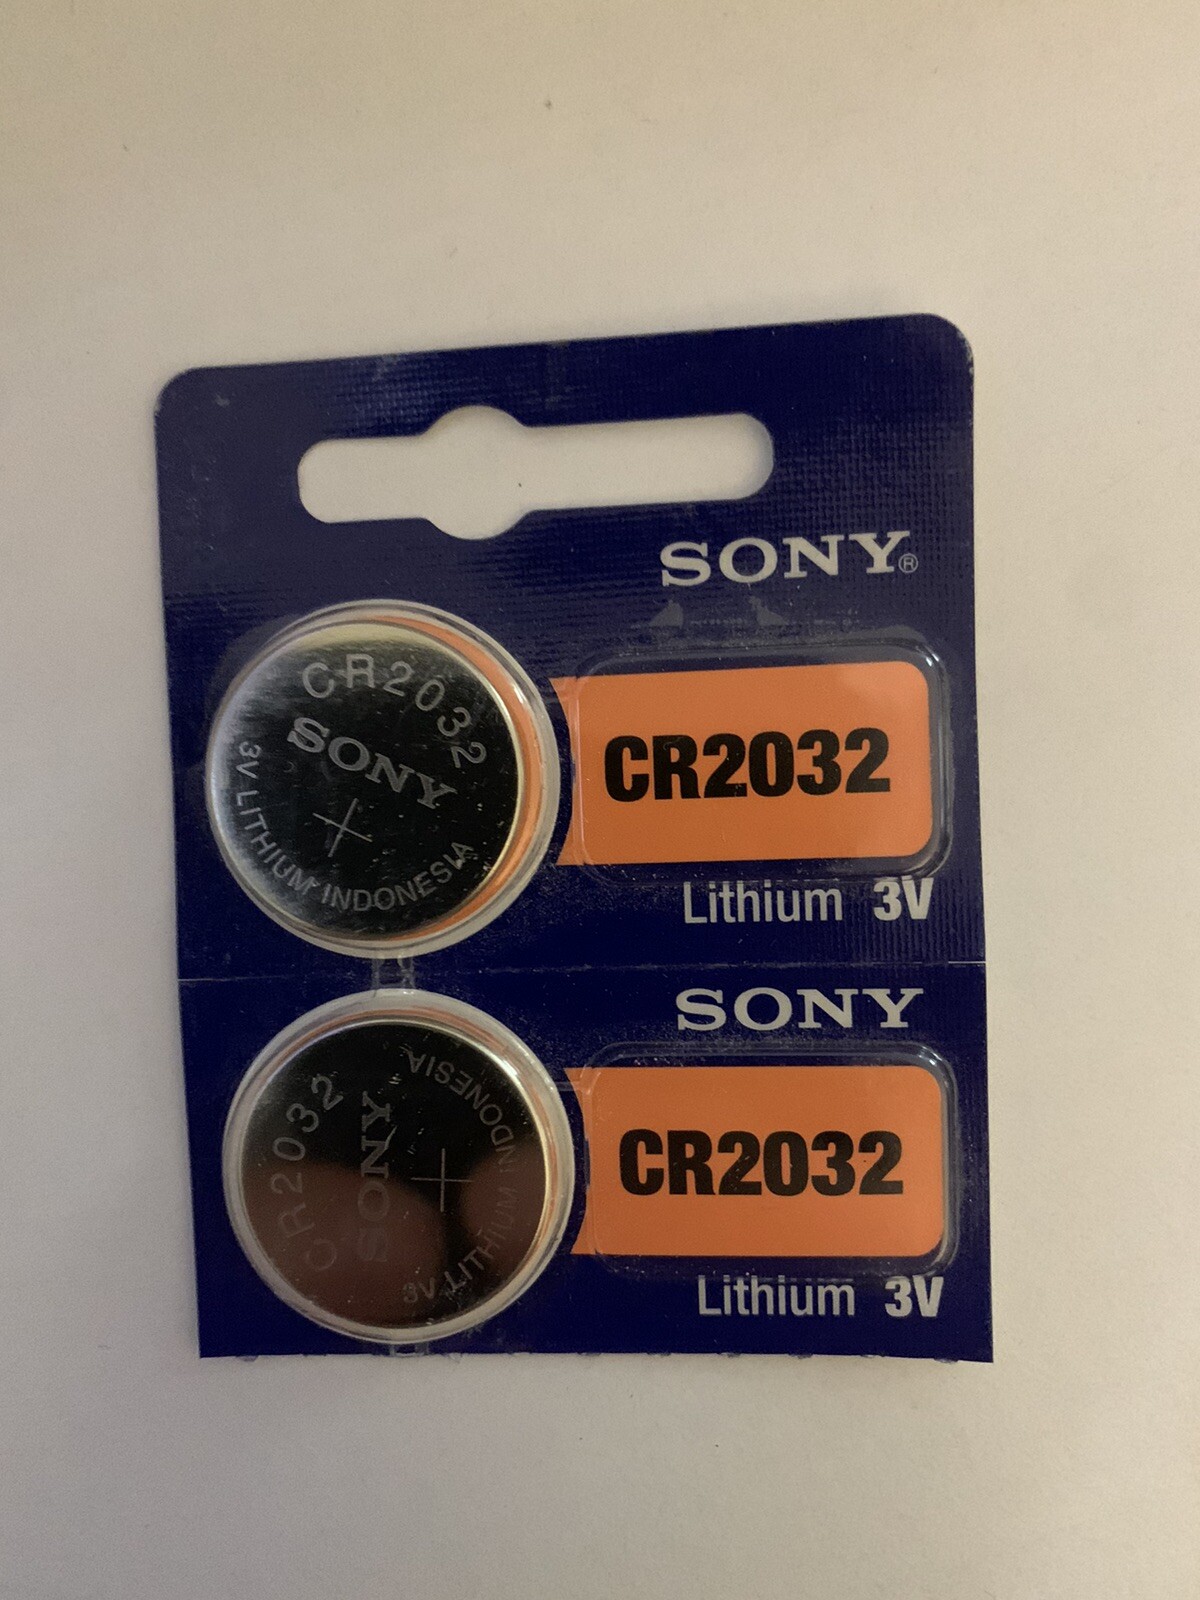 SONY®
CR2032
SONY
+
3V LITHIUM INDONESIA
CR2032
Lithium 3V
SONY
CR2032
SONY
+
3V LITHIUM INDONESIA
CR2032
Lithium 3V